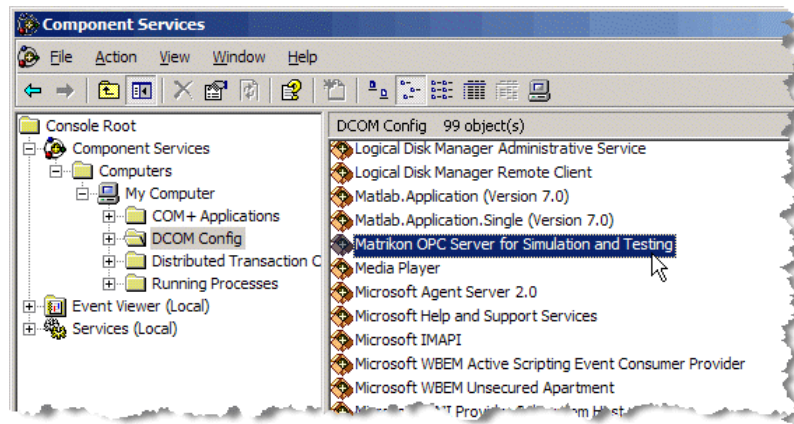 Component Services
File Action View Window Help
Console Root
Component Services
Computers
My Computer
COM+ Applications
DCOM Config
Distributed Transaction C
Running Processes
Event Viewer (Local)
Services (Local)
DCOM Config 99 object(s)
Logical Disk Manager Administrative Service
Logical Disk Manager Remote Client
Matlab.Application (Version 7.0)
Matlab.Application.Single (Version 7.0)
Matrikon OPC Server for Simulation and Testing
Media Player
Microsoft Agent Server 2.0
Microsoft Help and Support Services
Microsoft IMAPI
Microsoft WBEM Active Scripting Event Consumer Provider
Microsoft WBEM Unsecured Apartment